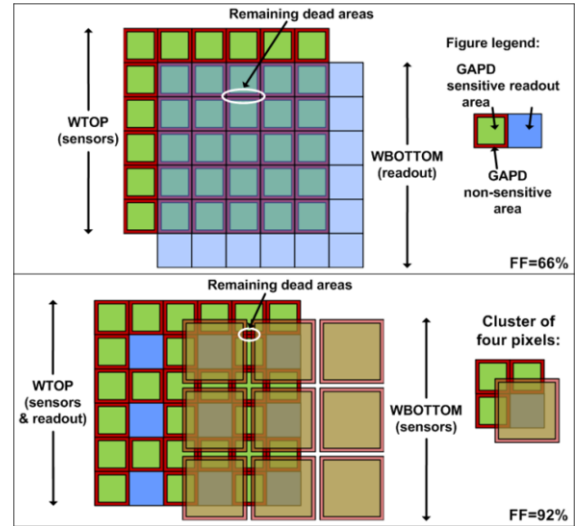 Remaining dead areas
Figure legend:
GAPD
sensitive readout
area
area
WTOP
(sensors)
WBOTTOM
(readout)
GAPD
non-sensitive
area
FF=66%
Remaining dead areas
Cluster of
four pixels:
WTOP
(sensors
& readout)
WBOTTOM
(sensors)
FF=92%